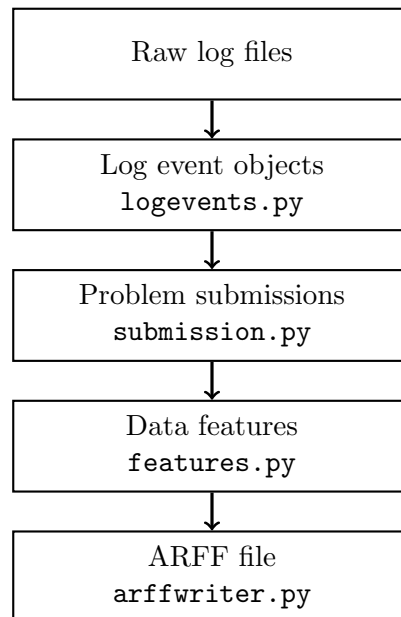 Raw log files
Log event objects
logevents.py
Problem submissions
submission.py
Data features
features.py
ARFF file
arffwriter.py